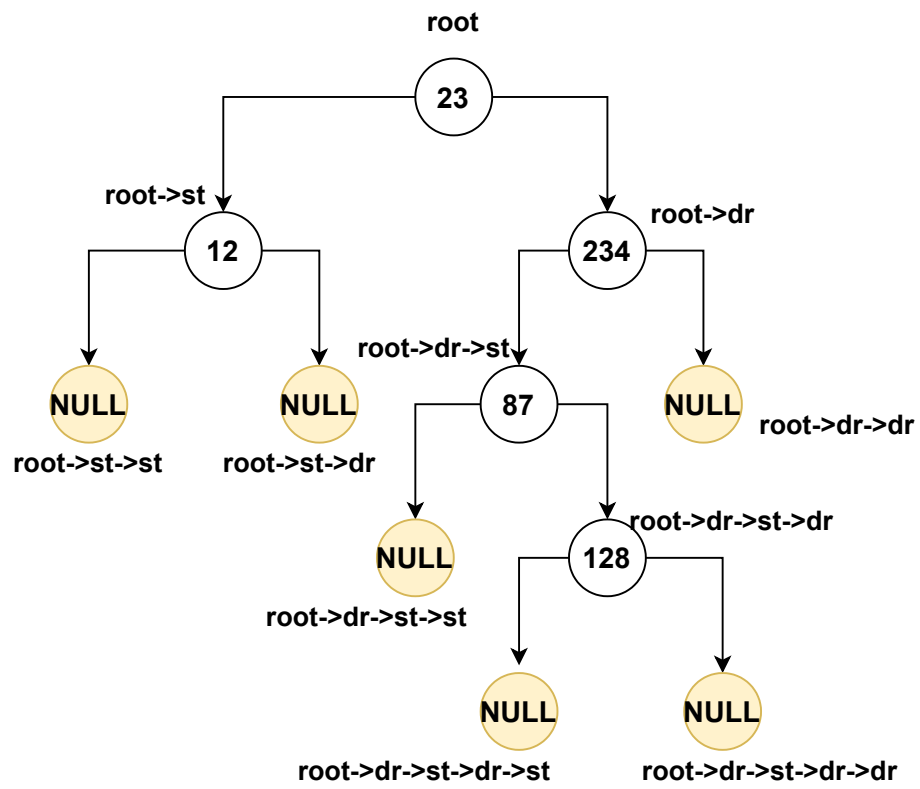 root
23
root->st
root->dr
12
234
root->dr->st
NULL
NULL
87
NULL
root->dr->dr
root->st->st
root->st->dr
root->dr->st->dr
NULL
128
root->dr->st->st
NULL
NULL
root->dr->st->dr->st
root->dr->st->dr->dr